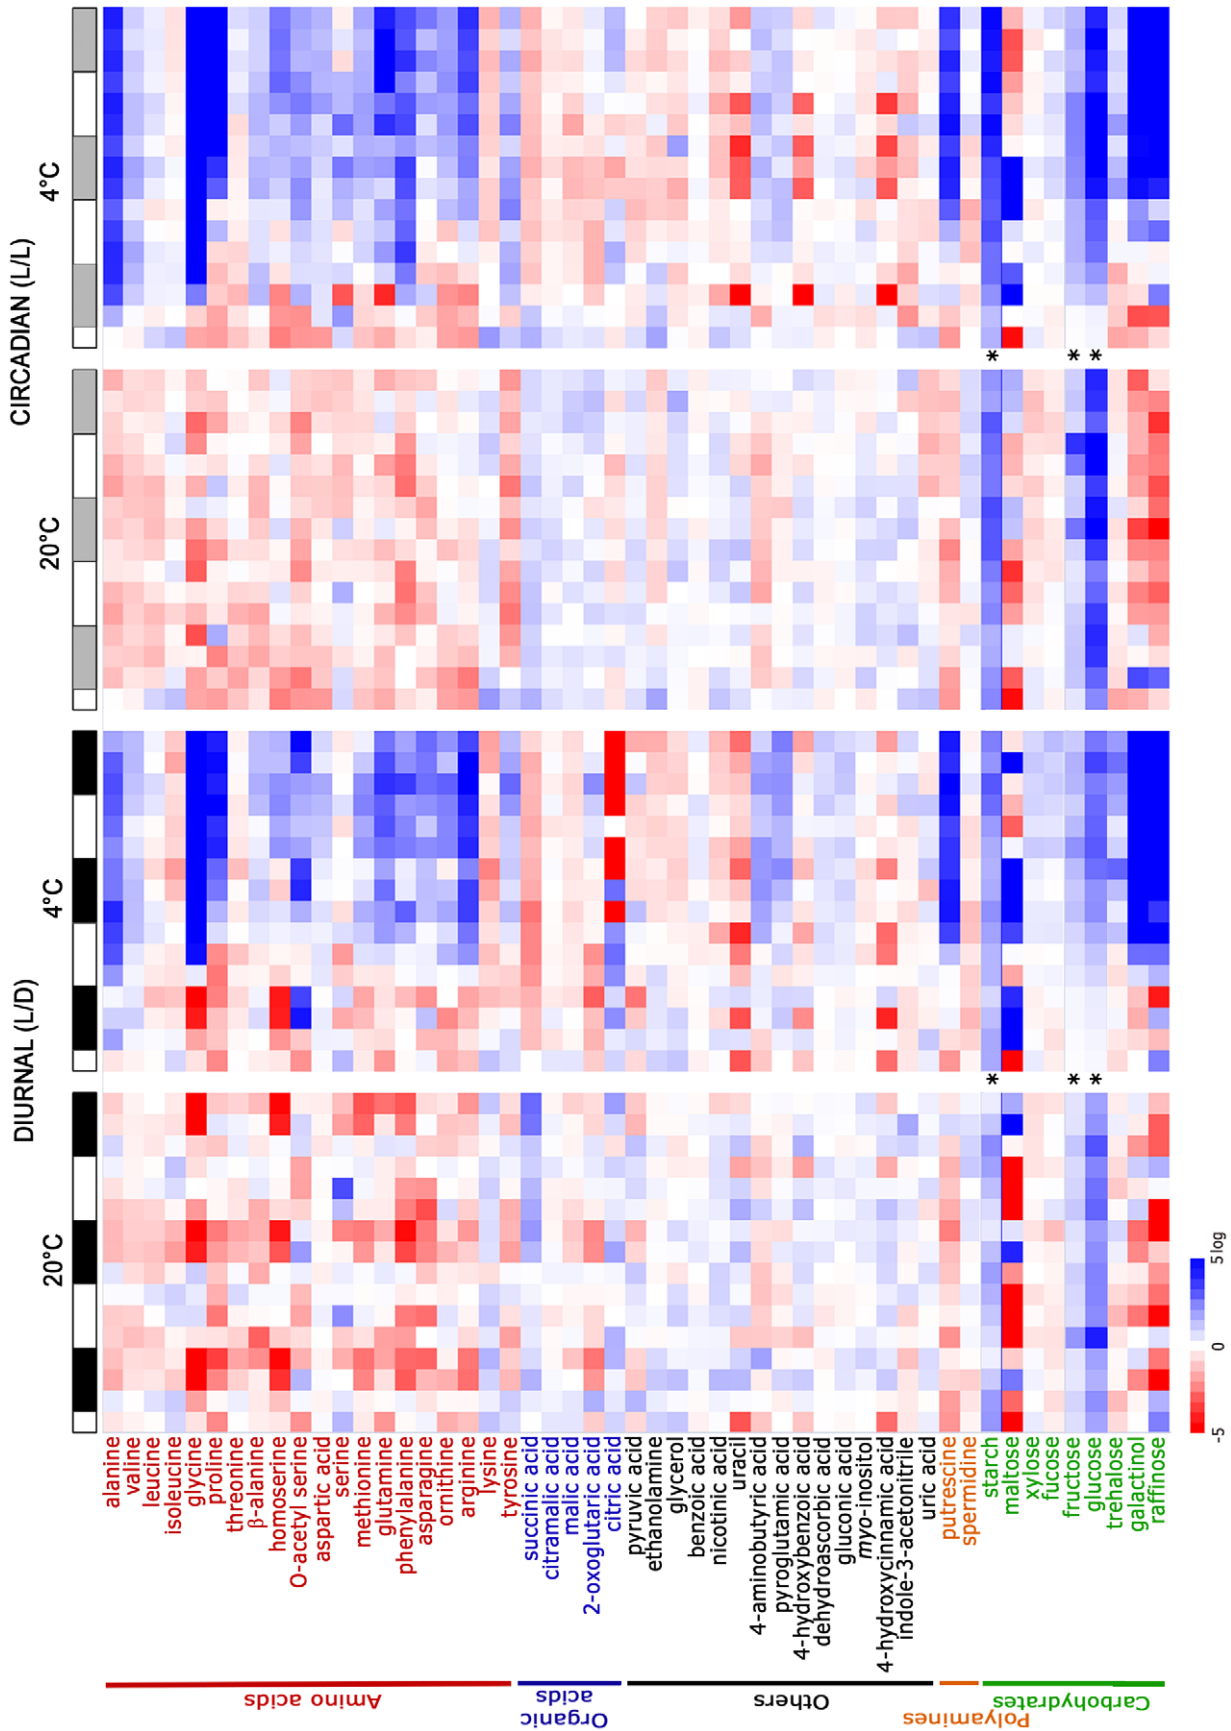 CIRCADIAN (L/L)
4°C
20°C
DIURNAL (L/D)
4°C
20°C
*
*
*
*
*
*
alanine
valine
leucine
isoleucine
glycine
proline
threonine
β-alanine
homoserine
O-acetyl serine
aspartic acid
serine
methionine
glutamine
phenylalanine
asparagine
ornithine
arginine
lysine
tyrosine
succinic acid
citramalic acid
malic acid
2-oxoglutaric acid
citric acid
pyruvic acid
ethanolamine
glycerol
benzoic acid
nicotinic acid
uracil
4-aminobutyric acid
pyroglutamic acid
4-hydroxybenzoic acid
dehydroascorbic acid
gluconic acid
myo-inositol
4-hydroxycinnamic acid
indole-3-acetonitrile
uric acid
putrescine
spermidine
starch
maltose
xylose
fucose
fructose
glucose
trehalose
galactinol
raffinose
Amino acids
Organic
acids
Others
Polyamines
Carbohydrates
-5
0
5 log